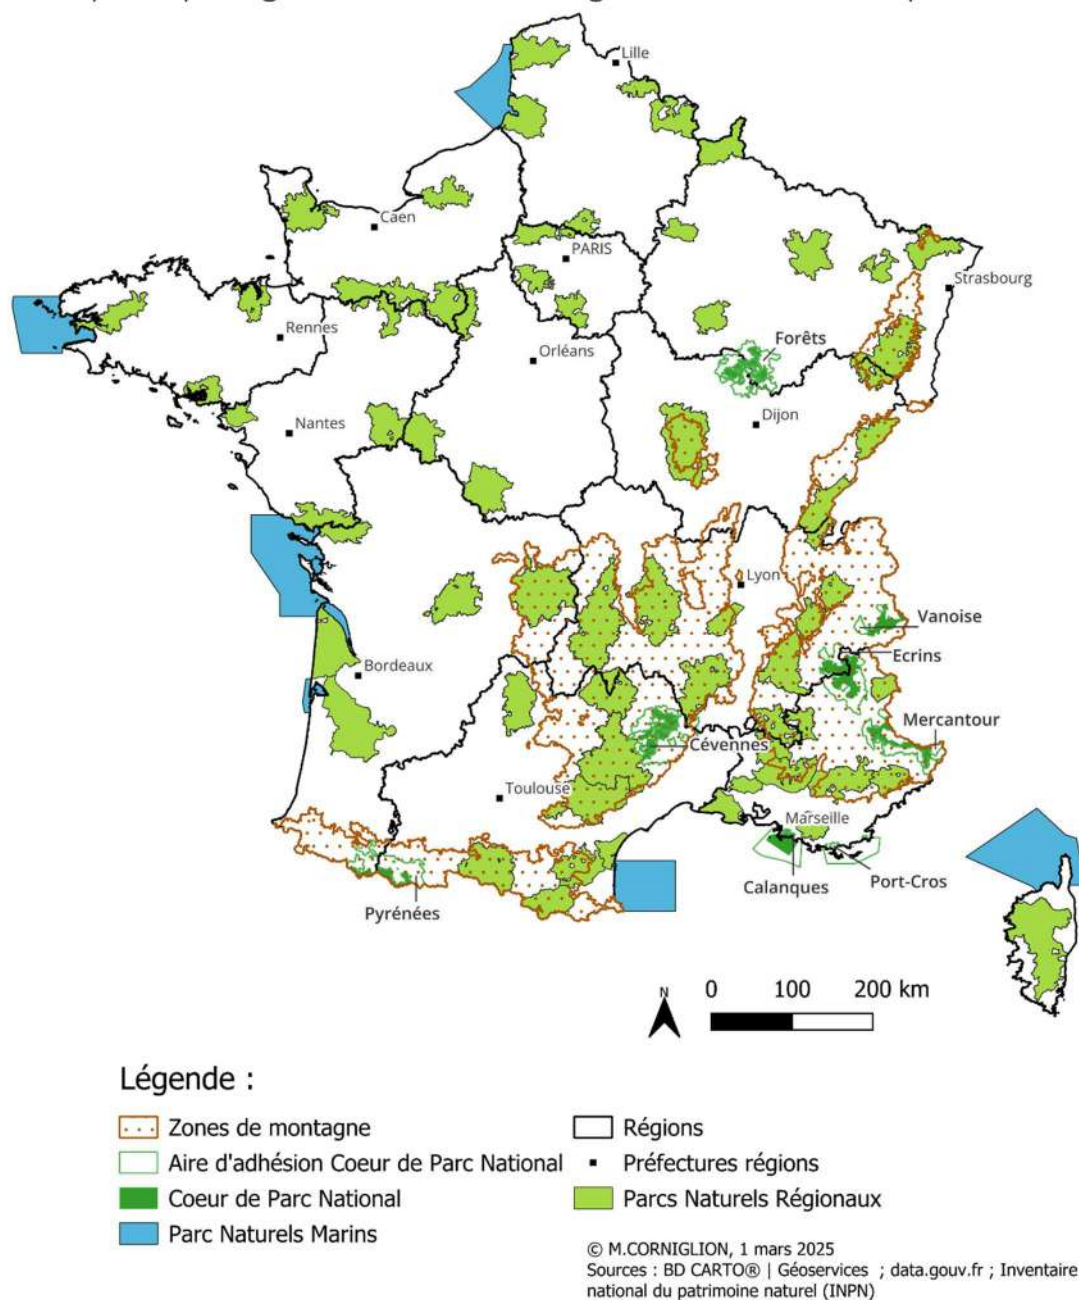 Lille
Caen
PARIS
Strasbourg
Rennes
Orléans
Forêts
Nantes
Dijon
Lyon
Vanoise
Ecrins
Bordeaux
Mercantour
Cévennes
Toulouse
Marseille
Calanques
Port-Cros
Pyrénées
N
0 100 200 km
Légende :
Zones de montagne
Régions
Aire d'adhésion Coeur de Parc National
Préfectures régions
Coeur de Parc National
Parcs Naturels Régionaux
Parc Naturels Marins
© M.CORNIGLION, 1 mars 2025
Sources : BD CARTO® | Géoservices ; data.gouv.fr ; Inventaire
national du patrimoine naturel (INPN)